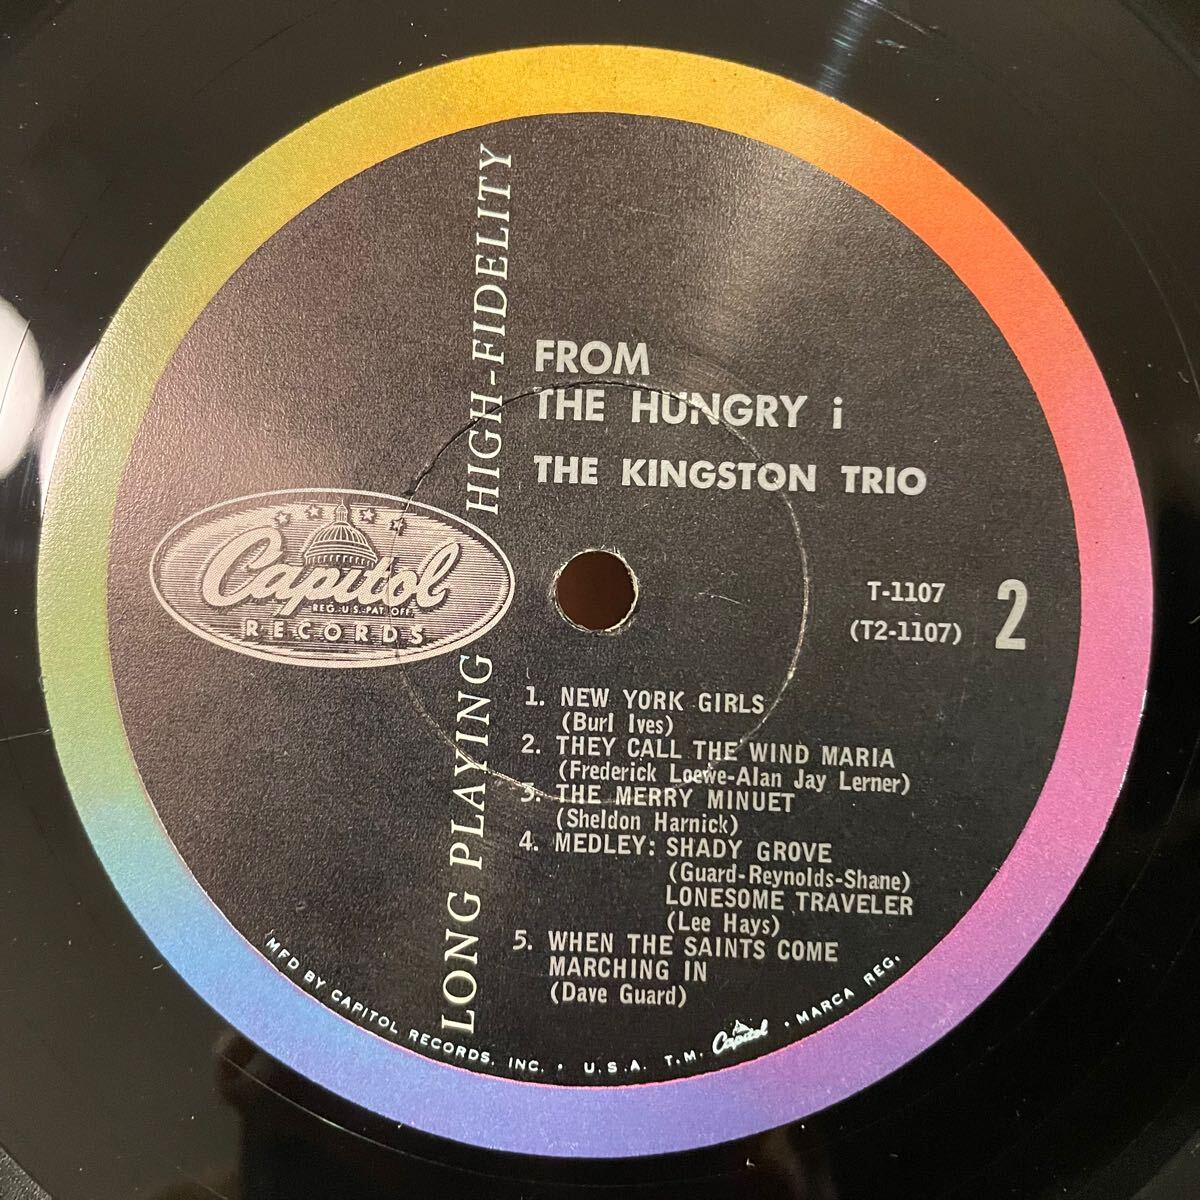 FROM
THE HUNGRY i
THE KINGSTON TRIO
LONG PLAYING HIGH-FIDELITY
Capitol
REG. U.S. PAT. OFF.
RECORDS
T-1107
(T2-1107)
2
1. NEW YORK GIRLS
(Burl Ives)
2. THEY CALL THE WIND MARIA
(Frederick Loewe-Alan Jay Lerner)
3. THE MERRY MINUET
(Sheldon Harnick)
4. MEDLEY: SHADY GROVE
(Guard-Reynolds-Shane)
LONESOME TRAVELER
(Lee Hays)
5. WHEN THE SAINTS COME
MARCHING IN
(Dave Guard)
MFD BY CAPITOL RECORDS, INC. • U.S.A. T.M. Capitol • MARCA REG.